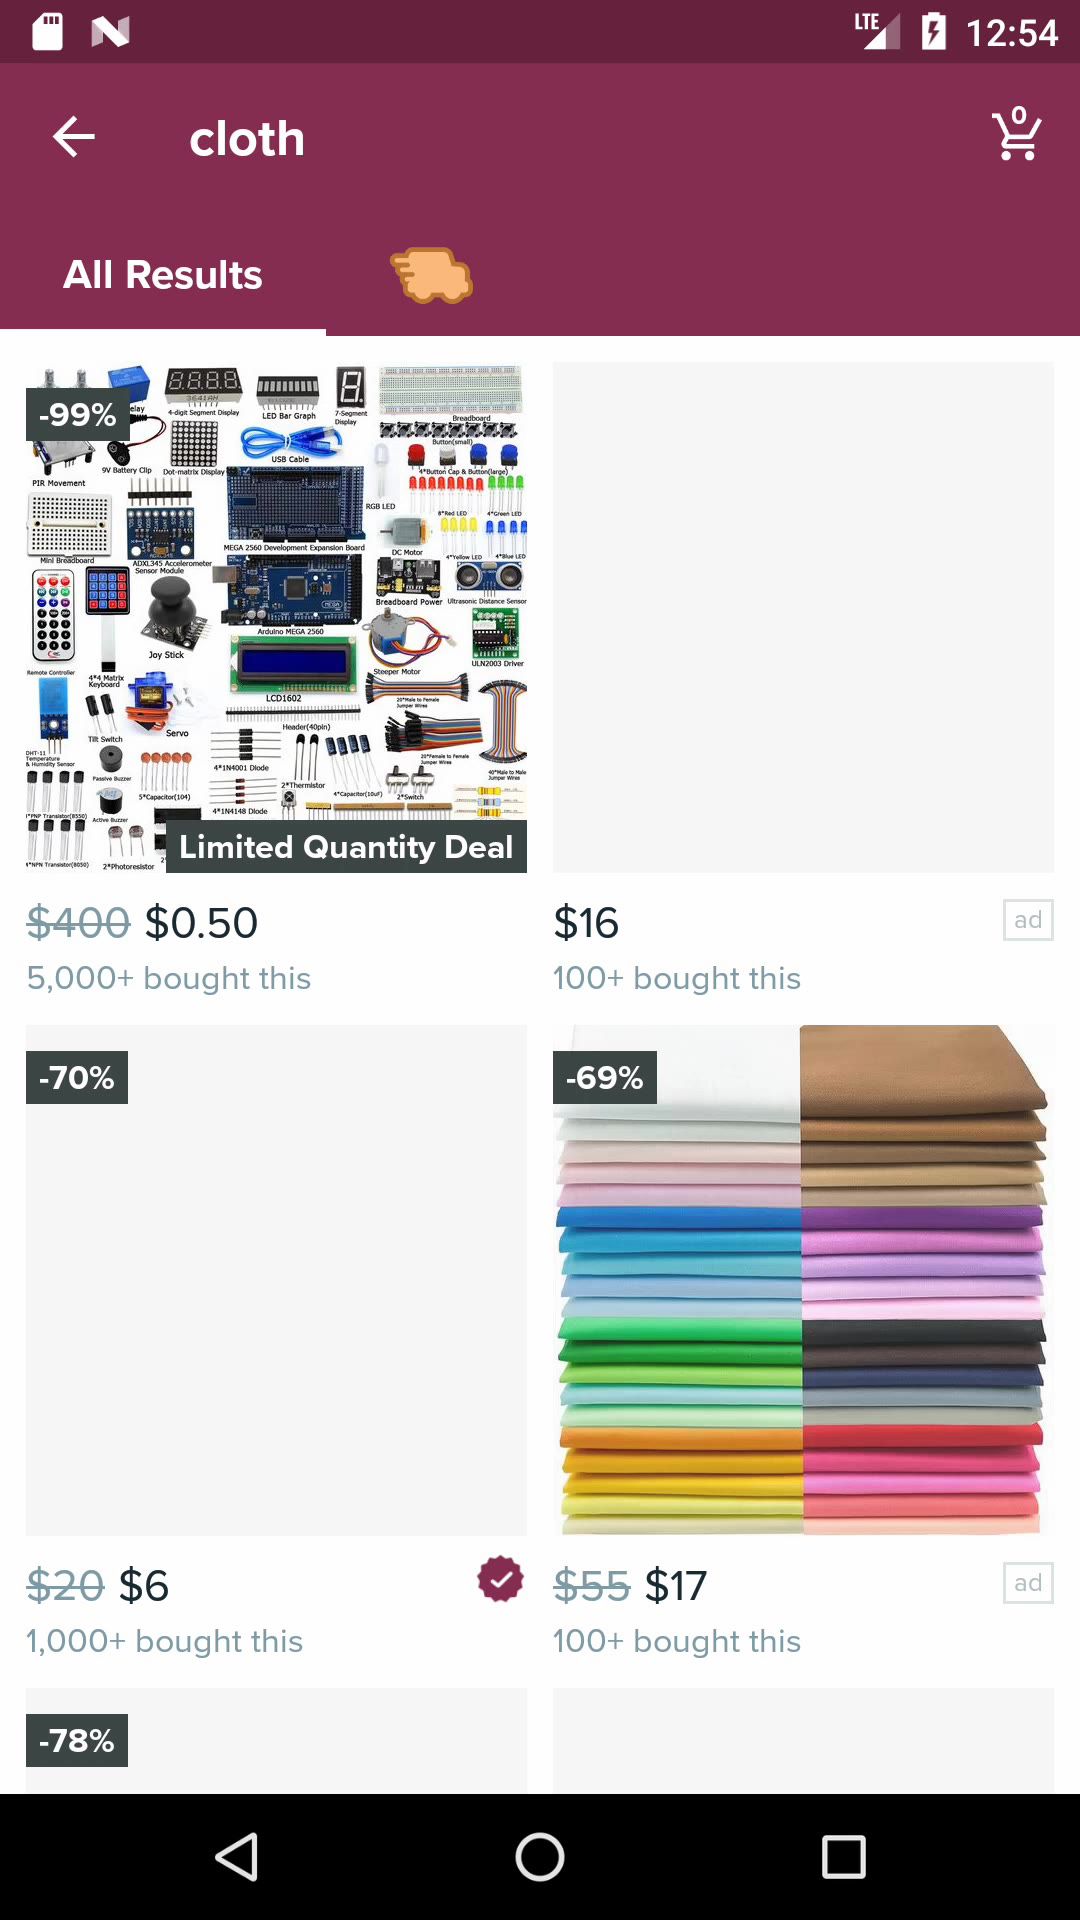 LTE
12:54
cloth
0
All Results
-99%
Relay
4-digit Segment Display
LED Bar Graph
7-Segment
Display
Breadboard
Button(small)
9V Battery Clip
Dot-matrix Display
USB Cable
4*Button Cap & Button(large)
PIR Movement
RGB LED
8*Red LED
4*Green LED
Mini Breadboard
ADXL345 Accelerometer
Sensor Module
MEGA 2560 Development Expansion Board
DC Motor
4*Yellow LED
4*Blue LED
Breadboard Power
Ultrasonic Distance Sensor
Joy Stick
Arduino MEGA 2560
Remote Controller
4*4 Matrix
Keyboard
LCD1602
Steeper Motor
ULN2003 Driver
Tilt Switch
Servo
Header(40pin)
20*Male to Female
Jumper Wires
DHT-11
Temperature
& Humidity Sensor
Passive Buzzer
5*Capacitor(104)
4*1N4001 Diode
2*Thermistor
4*Capacitor(10uF)
2*Switch
20*Female to Female
Jumper Wires
40*Male to Male
Jumper Wires
Active Buzzer
4*1N4148 Diode
*PNP Transistor(8550)
*NPN Transistor(8050)
2*Photoresistor
Limited Quantity Deal
$400 $0.50
5,000+ bought this
$16
ad
100+ bought this
-70%
-69%
$20 $6
1,000+ bought this
$55 $17
ad
100+ bought this
-78%